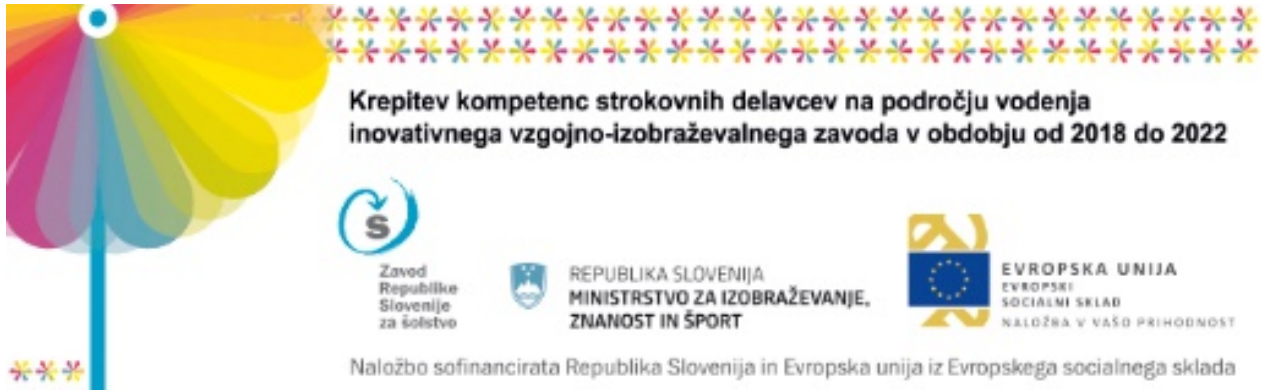 Krepitev kompetenc strokovnih delavcev na področju vodenja
inovativnega vzgojno-izobraževalnega zavoda v obdobju od 2018 do 2022
Š
Zavod
Republike
Slovenije
za šolstvo
REPUBLIKA SLOVENIJA
MINISTRSTVO ZA IZOBRAŽEVANJE,
ZNANOST IN ŠPORT
EVROPSKA UNIJA
EVROPSKI
SOCIALNI SKLAD
NALOŽBA V VAŠO PRIHODNOST
Naložbo sofinancirata Republika Slovenija in Evropska unija iz Evropskega socialnega sklada